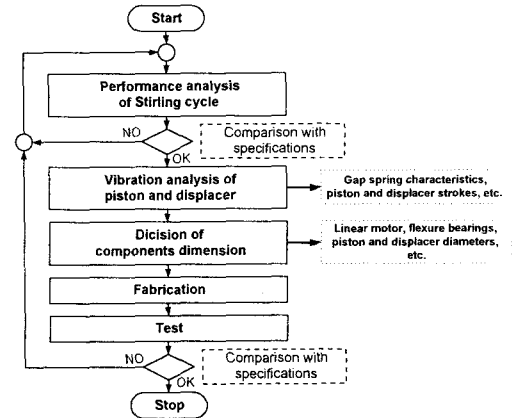 Start
Performance analysis
of Stirling cycle
NO
OK
Comparison with
specifications
Vibration analysis of
piston and displacer
Gap spring characteristics,
piston and displacer strokes, etc.
Dicision of
components dimension
Linear motor, flexure bearings,
piston and displacer diameters,
etc.
Fabrication
Test
NO
OK
Comparison with
specifications
Stop